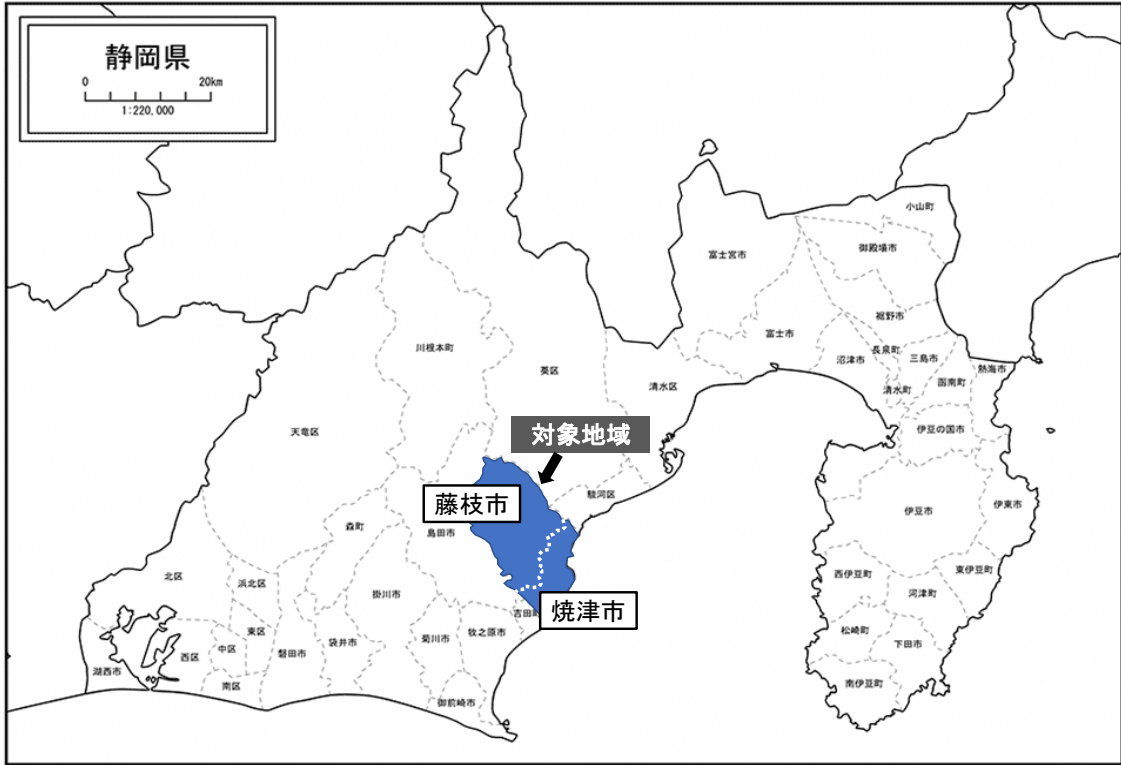 静岡県
0 20km
1:220,000
小山町
御殿場市
富士宮市
裾野市
富士市
長泉町
沼津市
三島市
川根本町
葵区
清水区
清水町
函南町
熱海市
天竜区
対象地域
伊豆の国市
藤枝市
駿河区
伊豆市
伊東市
森町
島田市
北区
浜北区
掛川市
西伊豆町
東伊豆町
河津町
焼津市
吉田町
東区
中区
西区
磐田市
袋井市
菊川市
牧之原市
松崎町
下田市
湖西市
南区
御前崎市
南伊豆町